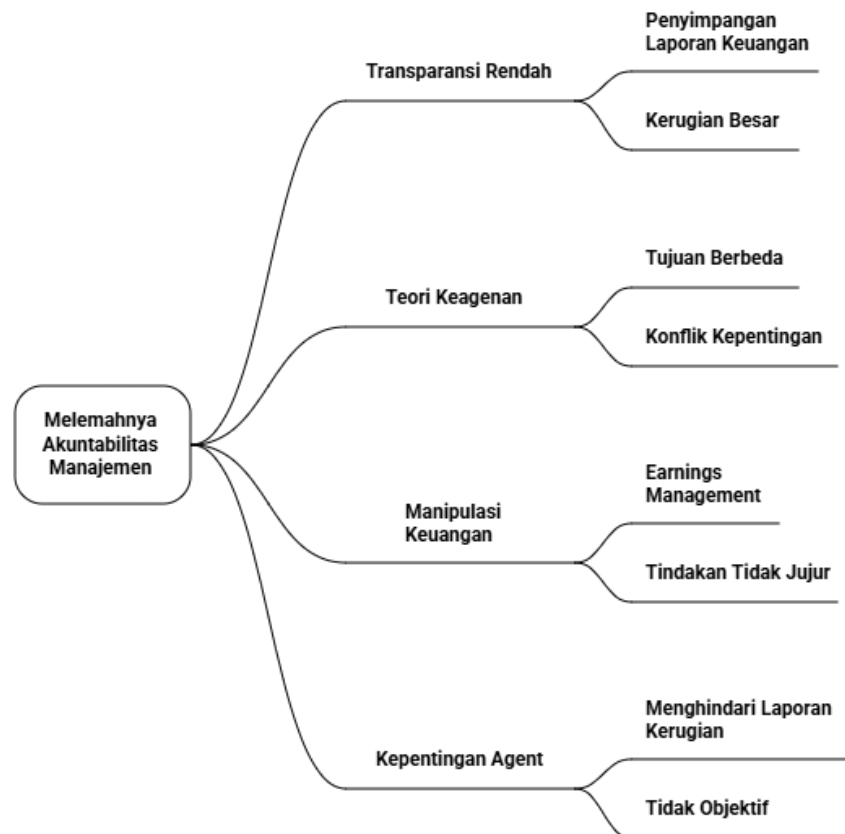 Transparansi Rendah
Penyimpangan
Laporan Keuangan
Kerugian Besar
Teori Keagenan
Tujuan Berbeda
Konflik Kepentingan
Melemahnya
Akuntabilitas
Manajemen
Manipulasi
Keuangan
Earnings
Management
Tindakan Tidak Jujur
Kepentingan Agent
Menghindari Laporan
Kerugian
Tidak Objektif